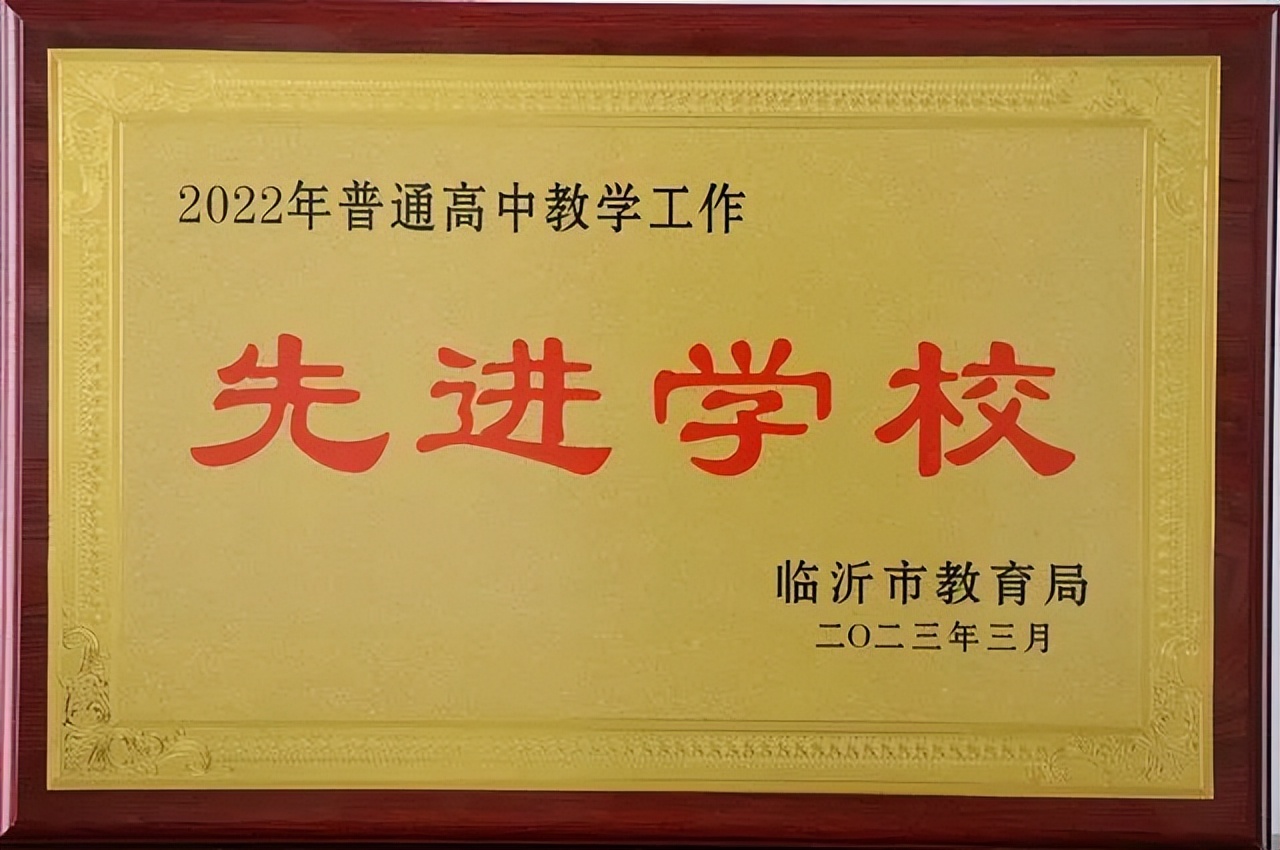 2022年普通高中教学工作
先进学校
临沂市教育局
二〇二三年三月